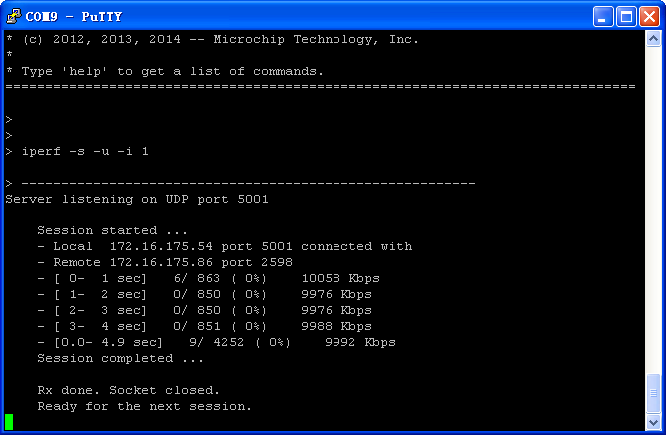 COM9 - PuTTY
* (c) 2012, 2013, 2014 -- Microchip Technology, Inc.
*
* Type 'help' to get a list of commands.
================================================================================
>
>
> iperf -s -u -i 1
> ----------------------------------------------------------
Server listening on UDP port 5001
Session started ...
- Local  172.16.175.54 port 5001 connected with
- Remote 172.16.175.86 port 2598
- [ 0-  1 sec]    6/ 863 ( 0%)    10053 Kbps
- [ 1-  2 sec]    0/ 850 ( 0%)    9976 Kbps
- [ 2-  3 sec]    0/ 850 ( 0%)    9976 Kbps
- [ 3-  4 sec]    0/ 851 ( 0%)    9988 Kbps
- [0.0- 4.9 sec]   9/ 4252 ( 0%)    9992 Kbps
Session completed ...
Rx done. Socket closed.
Ready for the next session.